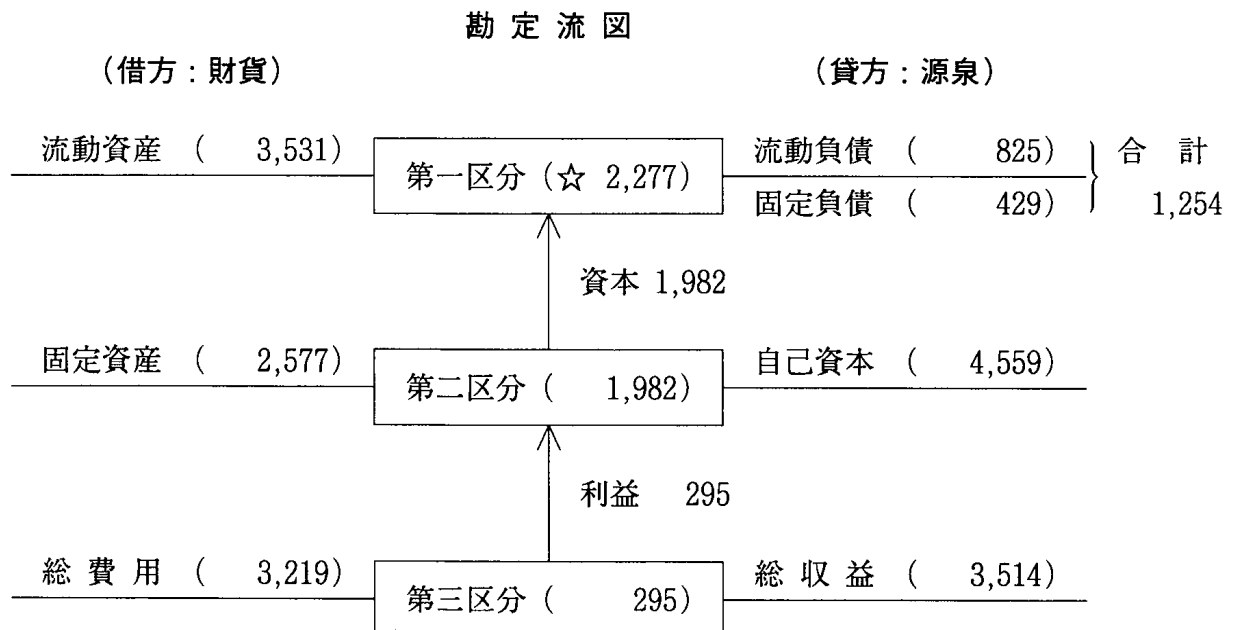 勘定流図
(借方：財貨) (貸方：源泉)
流動資産 ( 3,531) 第一区分 (☆ 2,277) 流動負債 ( 825) 合計
固定負債 ( 429) 1,254
資本 1,982
固定資産 ( 2,577) 第二区分 ( 1,982) 自己資本 ( 4,559)
利益 295
総費用 ( 3,219) 第三区分 ( 295) 総収益 ( 3,514)